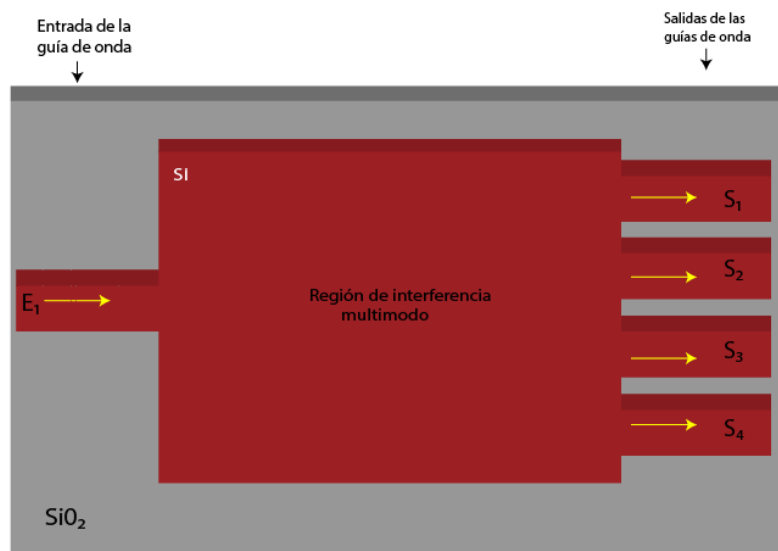 Entrada de la
guía de onda
Salidas de las
guías de onda
SI
S₁
S₂
E₁
Región de interferencia
multimodo
S₃
S₄
Si0₂